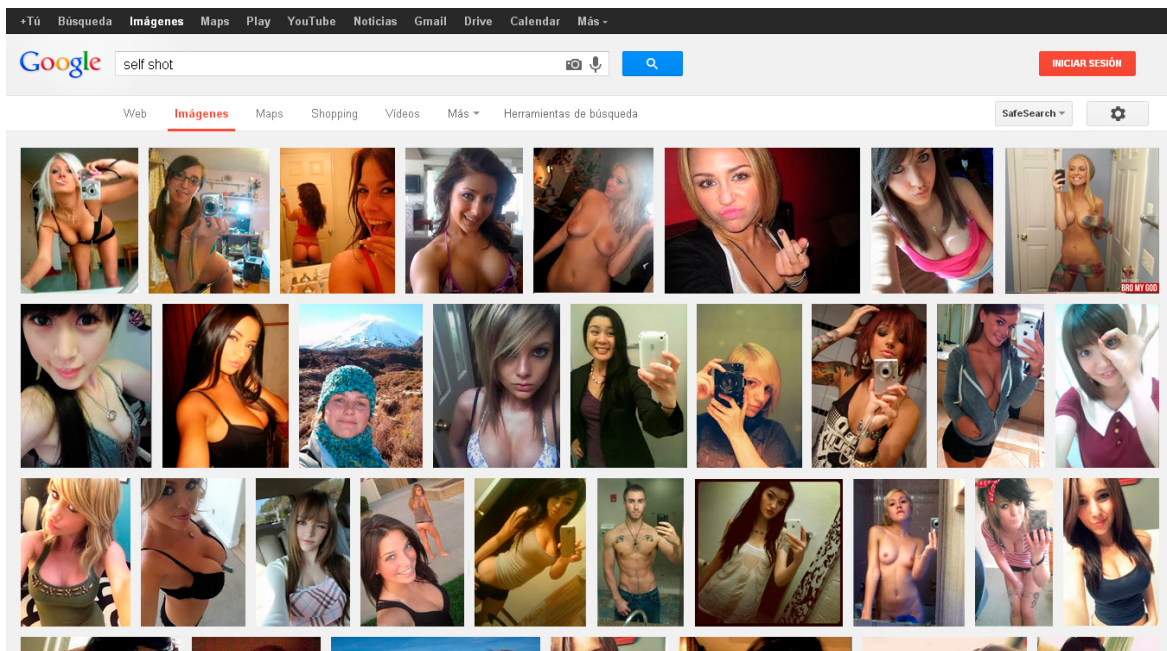 +Tú Búsqueda Imágenes Maps Play YouTube Noticias Gmail Drive Calendar Más
Google self shot INICIAR SESIÓN
Web Imágenes Maps Shopping Vídeos Más Herramientas de búsqueda SafeSearch
BRO MY GOD